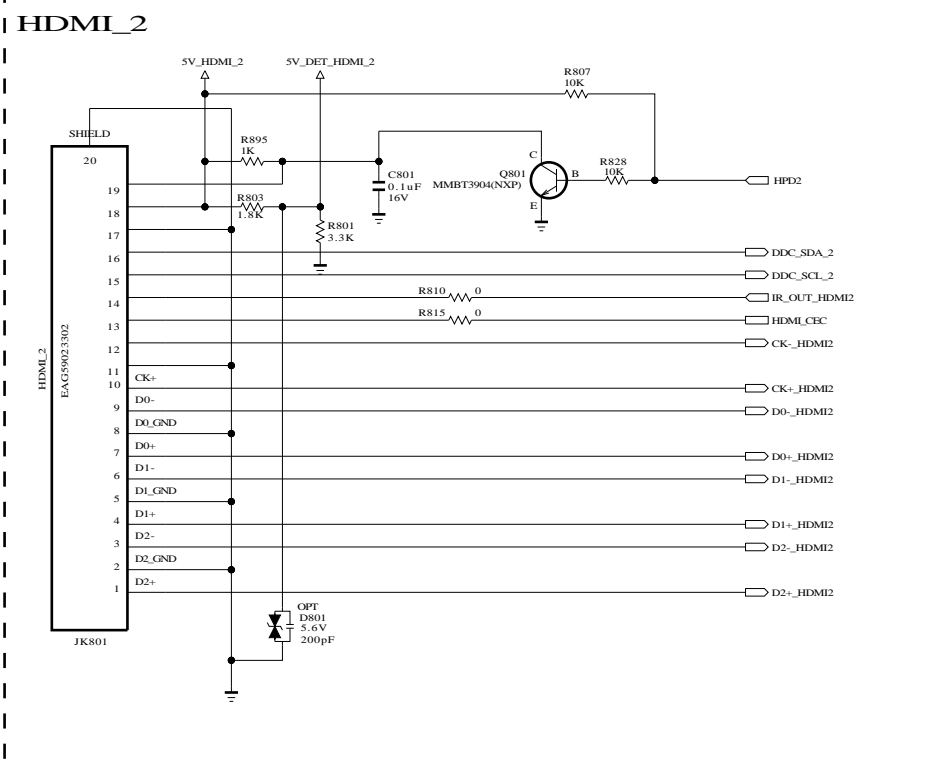 HDMI_2
5V_HDMI_2
5V_DET_HDMI_2
R807
10K
SHIELD
20
R895
1K
C801
0.1uF
16V
C
Q801
MMBT3904(NXP)
B
E
R828
10K
HPD2
19
R803
1.8K
18
R801
3.3K
17
16
DDC_SDA_2
15
DDC_SCL_2
14
R810
0
IR_OUT_HDMI2
13
R815
0
HDMI_CEC
12
CK-_HDMI2
11
HDMI_2
EAG59023302
10
CK+
CK+_HDMI2
9
D0-
D0-_HDMI2
8
D0_GND
7
D0+
D0+_HDMI2
6
D1-
D1-_HDMI2
5
D1_GND
4
D1+
D1+_HDMI2
3
D2-
D2-_HDMI2
2
D2_GND
1
D2+
D2+_HDMI2
OPT
D801
5.6V
200pF
JK801